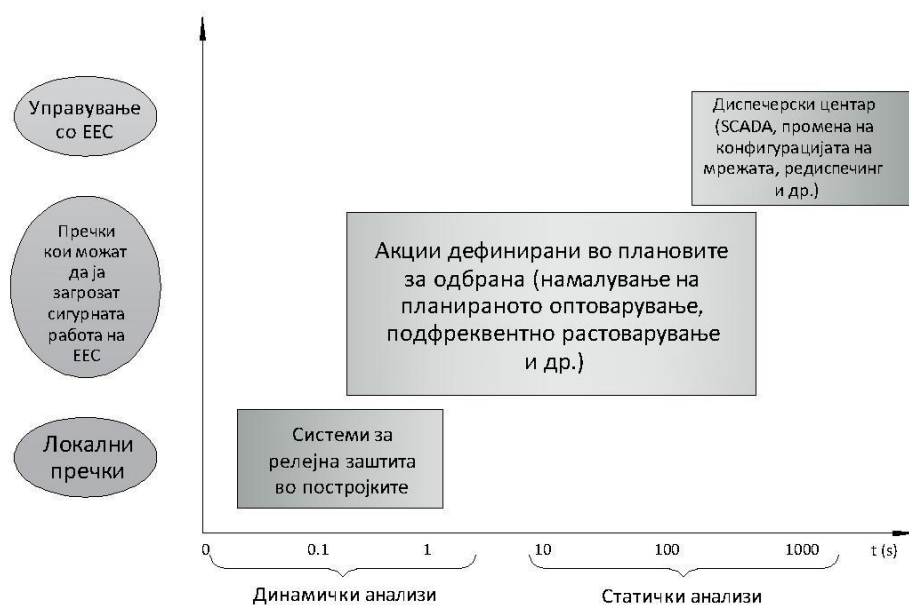 Управување
со ЕЕС
Диспечерски центар
(SCADA, промена на
конфигурацијата на
мрежата, редиспечинг
и др.)
Пречки
кои можат
да ја
загрозат
сигурната
работа на
ЕЕС
Акции дефинирани во плановите
за одбрана (намалување на
планираното оптоварување,
подфреквентно растоварување
и др.)
Локални
пречки
Системи за
релејна заштита
во постројките
0 0.1 1 10 100 1000 t (s)
Динамички анализи Статички анализи